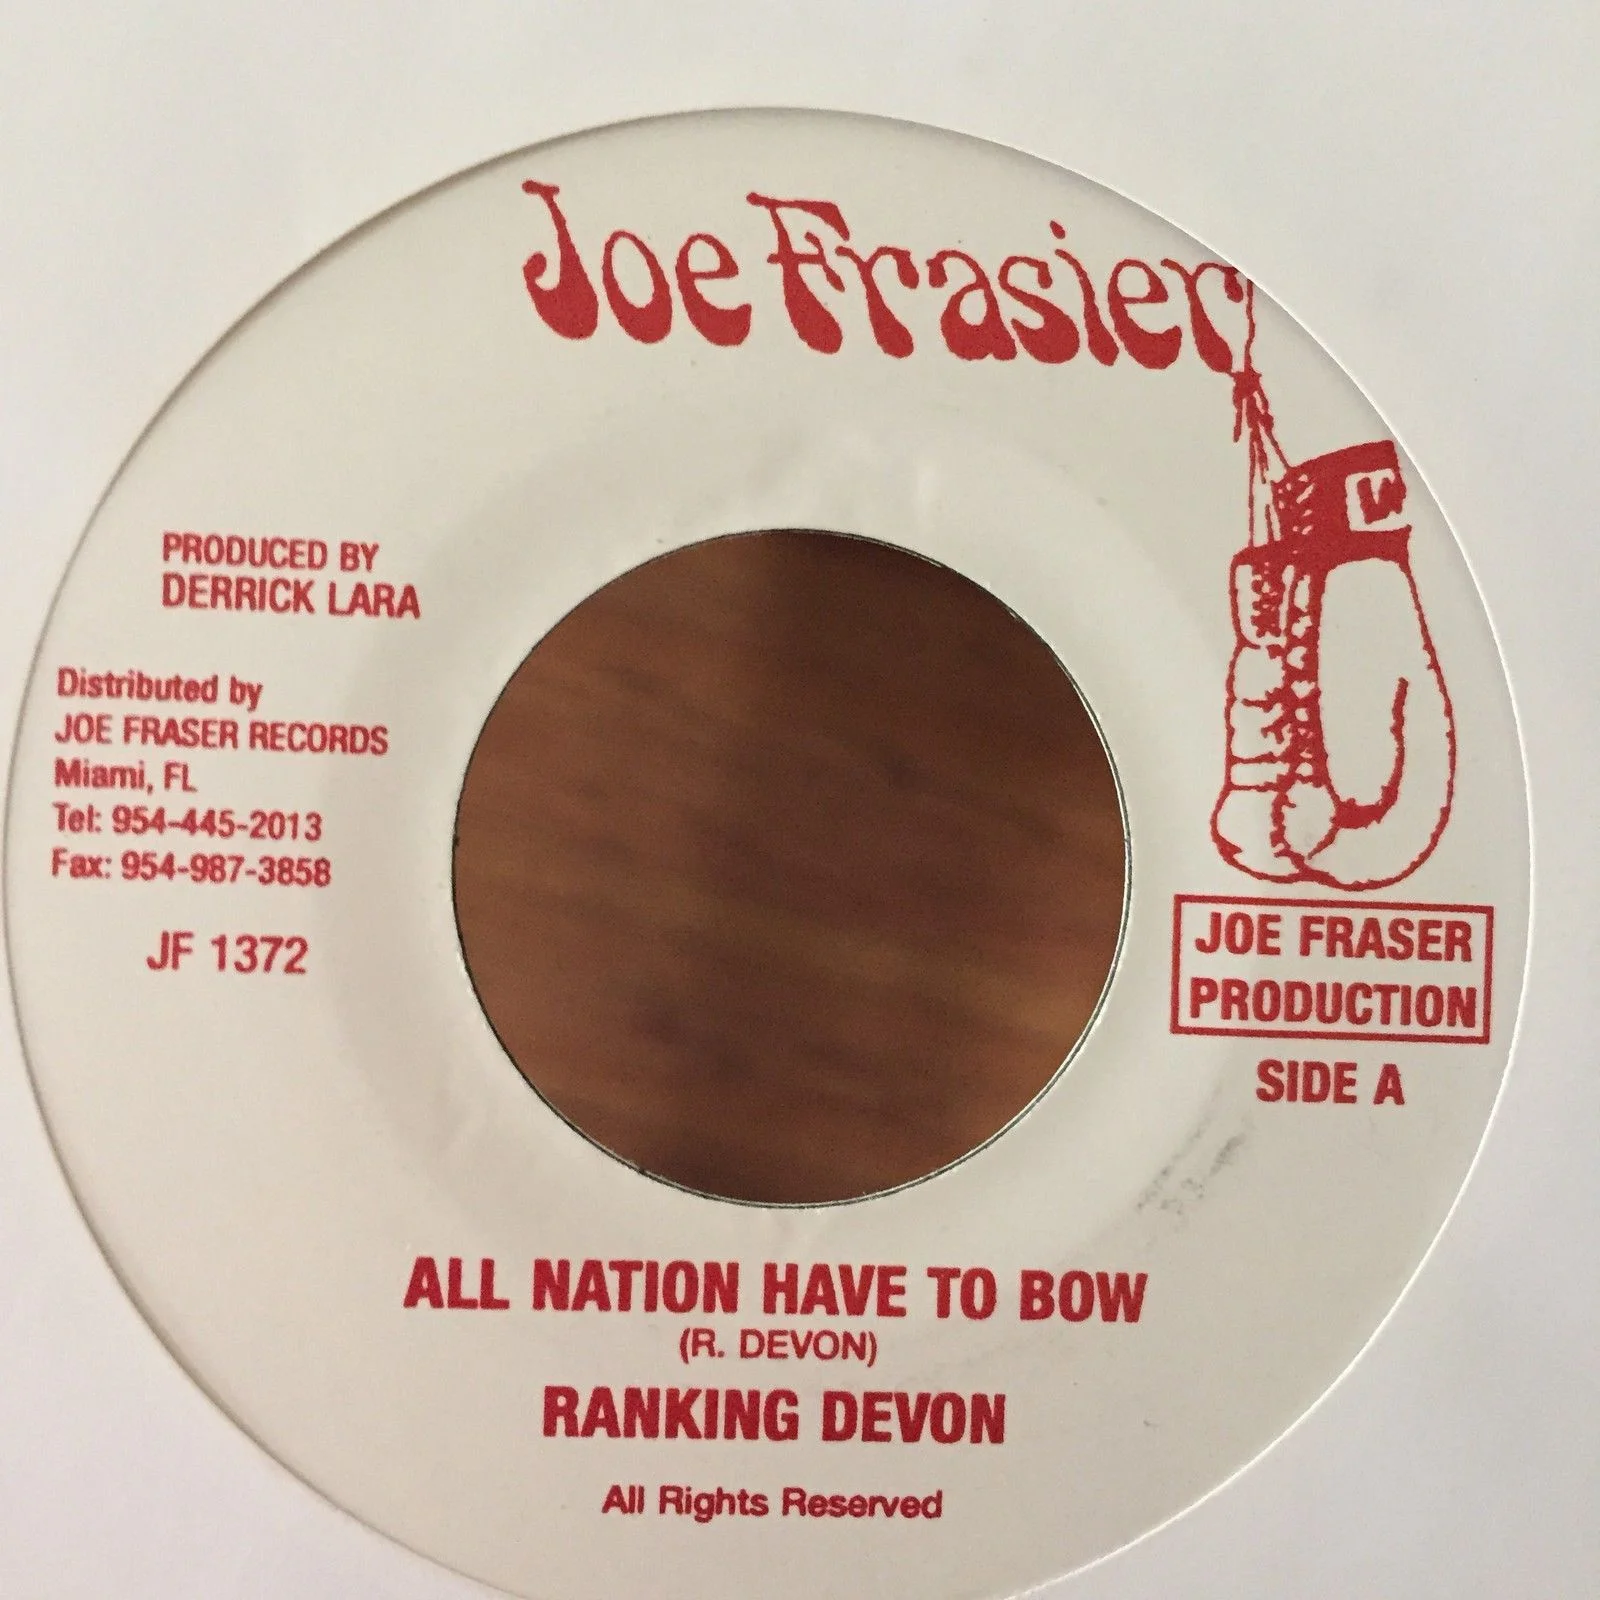 Joe Frasier
PRODUCED BY
DERRICK LARA
Distributed by
JOE FRASER RECORDS
Miami, FL
Tel: 954-445-2013
Fax: 954-987-3858
JF 1372
JOE FRASER
PRODUCTION
SIDE A
ALL NATION HAVE TO BOW
(R. DEVON)
RANKING DEVON
All Rights Reserved